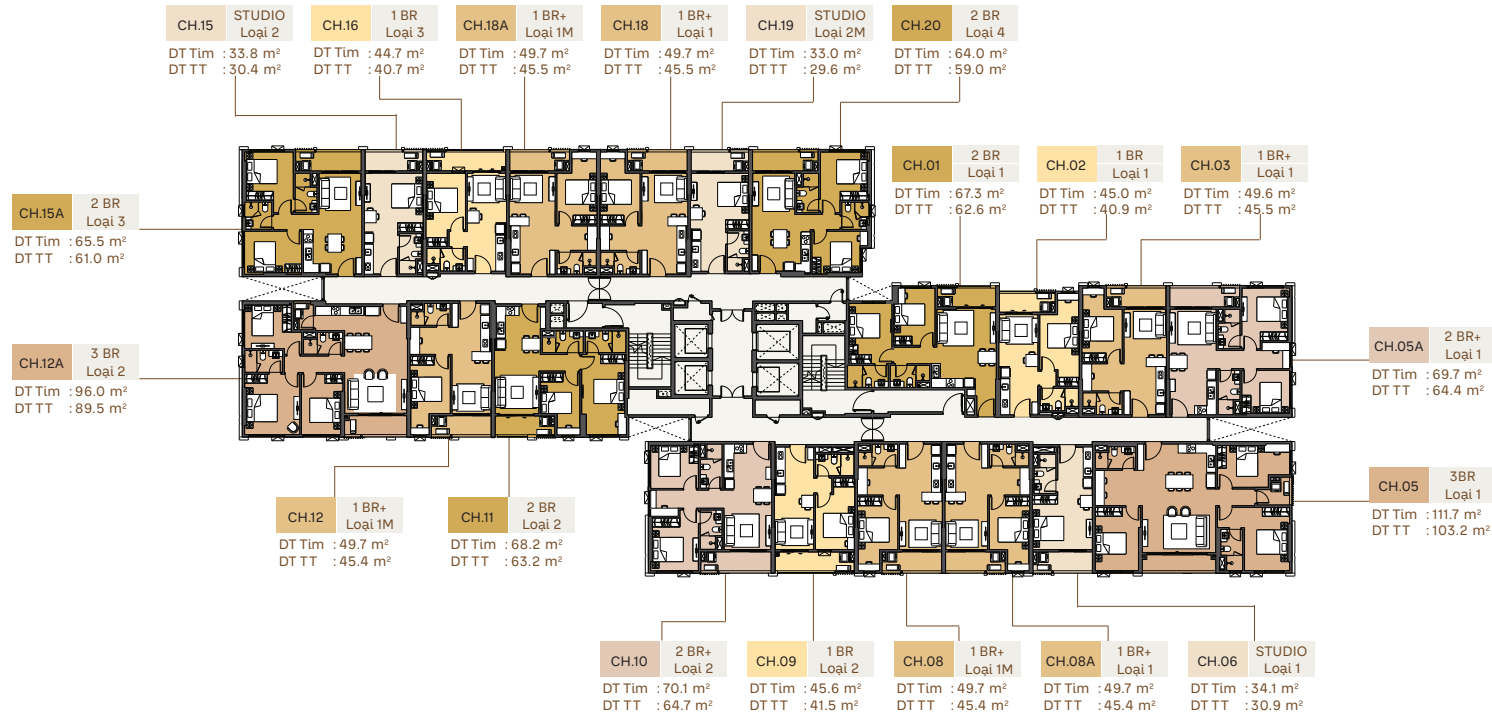 CH.15 STUDIO Loại 2
DT Tim : 33.8 m²
DT TT : 30.4 m²
CH.16 1 BR Loại 3
DT Tim : 44.7 m²
DT TT : 40.7 m²
CH.18A 1 BR+ Loại 1M
DT Tim : 49.7 m²
DT TT : 45.5 m²
CH.18 1 BR+ Loại 1
DT Tim : 49.7 m²
DT TT : 45.5 m²
CH.19 STUDIO Loại 2M
DT Tim : 33.0 m²
DT TT : 29.6 m²
CH.20 2 BR Loại 4
DT Tim : 64.0 m²
DT TT : 59.0 m²
CH.01 2 BR Loại 1
DT Tim : 67.3 m²
DT TT : 62.6 m²
CH.02 1 BR Loại 1
DT Tim : 45.0 m²
DT TT : 40.9 m²
CH.03 1 BR+ Loại 1
DT Tim : 49.6 m²
DT TT : 45.5 m²
CH.15A 2 BR Loại 3
DT Tim : 65.5 m²
DT TT : 61.0 m²
CH.12A 3 BR Loại 2
DT Tim : 96.0 m²
DT TT : 89.5 m²
CH.05A 2 BR+ Loại 1
DT Tim : 69.7 m²
DT TT : 64.4 m²
CH.05 3BR Loại 1
DT Tim : 111.7 m²
DT TT : 103.2 m²
CH.12 1 BR+ Loại 1M
DT Tim : 49.7 m²
DT TT : 45.4 m²
CH.11 2 BR Loại 2
DT Tim : 68.2 m²
DT TT : 63.2 m²
CH.10 2 BR+ Loại 2
DT Tim : 70.1 m²
DT TT : 64.7 m²
CH.09 1 BR Loại 2
DT Tim : 45.6 m²
DT TT : 41.5 m²
CH.08 1 BR+ Loại 1M
DT Tim : 49.7 m²
DT TT : 45.4 m²
CH.08A 1 BR+ Loại 1
DT Tim : 49.7 m²
DT TT : 45.4 m²
CH.06 STUDIO Loại 1
DT Tim : 34.1 m²
DT TT : 30.9 m²